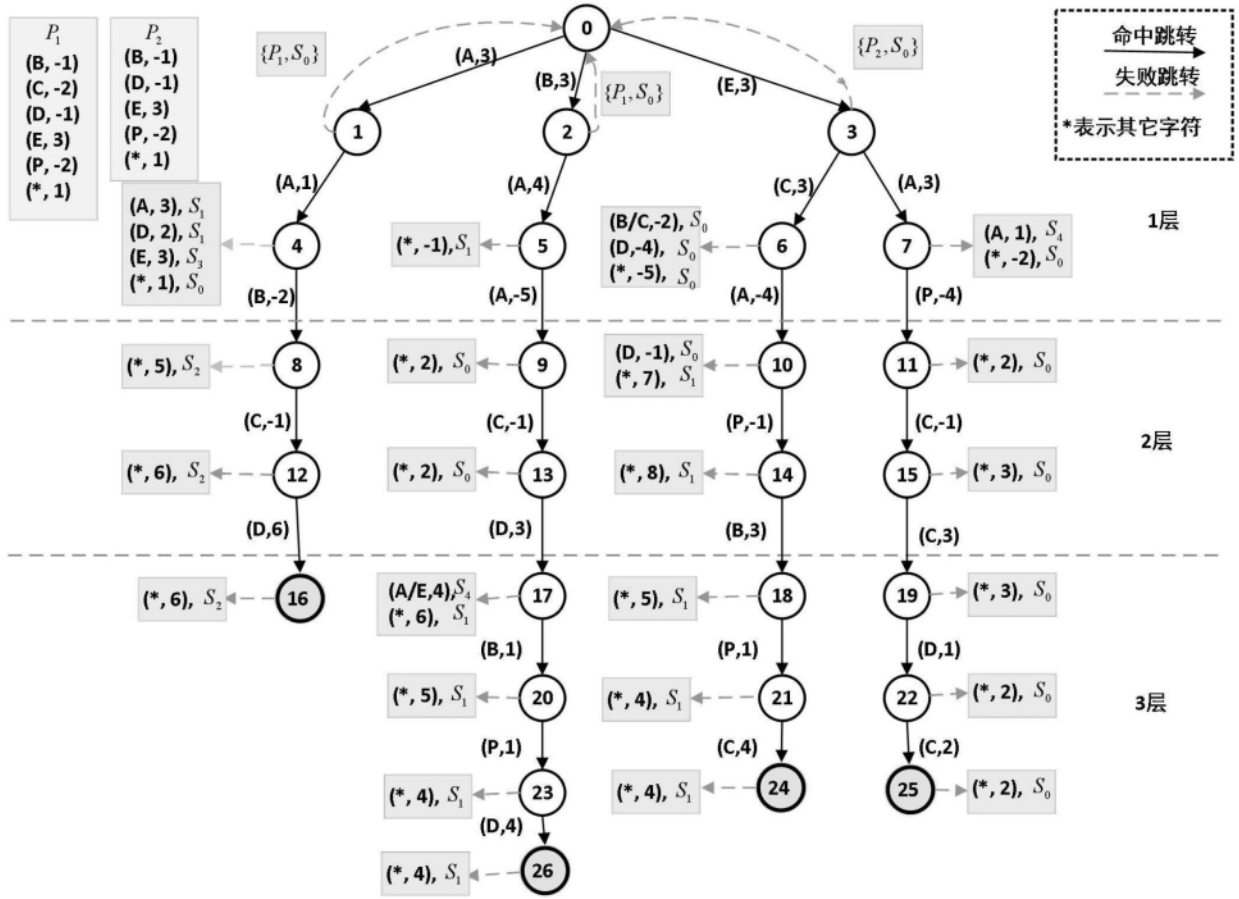 P₁
(B, -1)
(C, -2)
(D, -1)
(E, 3)
(P, -2)
(*, 1)
P₂
(B, -1)
(D, -1)
(E, 3)
(P, -2)
(*, 1)
{P₁,S₀}
{P₁,S₀}
{P₂,S₀}
0
(A,3)
(B,3)
(E,3)
命中跳转
失败跳转
*表示其它字符
1
2
3
(A,1)
(A,4)
(C,3)
(A,3)
1层
(A, 3), S₁
(D, 2), S₁
(E, 3), S₃
(*, 1), S₀
4
(*, -1), S₁
5
(B/C,-2), S₀
(D,-4), S₀
(*, -5), S₀
6
7
(A, 1), S₄
(*, -2), S₀
(B,-2)
(A,-5)
(A,-4)
(P,-4)
(*, 5), S₂
8
(*, 2), S₀
9
(D, -1), S₀
(*, 7), S₁
10
11
(*, 2), S₀
(C,-1)
(C,-1)
(P,-1)
(C,-1)
2层
(*, 6), S₂
12
(*, 2), S₀
13
(*, 8), S₁
14
15
(*, 3), S₀
(D,6)
(D,3)
(B,3)
(C,3)
(*, 6), S₂
16
(A/E,4), S₄
(*, 6), S₁
17
(*, 5), S₁
18
19
(*, 3), S₀
(B,1)
(P,1)
(D,1)
(*, 5), S₁
20
(*, 4), S₁
21
22
(*, 2), S₀
3层
(P,1)
(C,4)
(C,2)
(*, 4), S₁
23
(*, 4), S₁
24
25
(*, 2), S₀
(D,4)
(*, 4), S₁
26